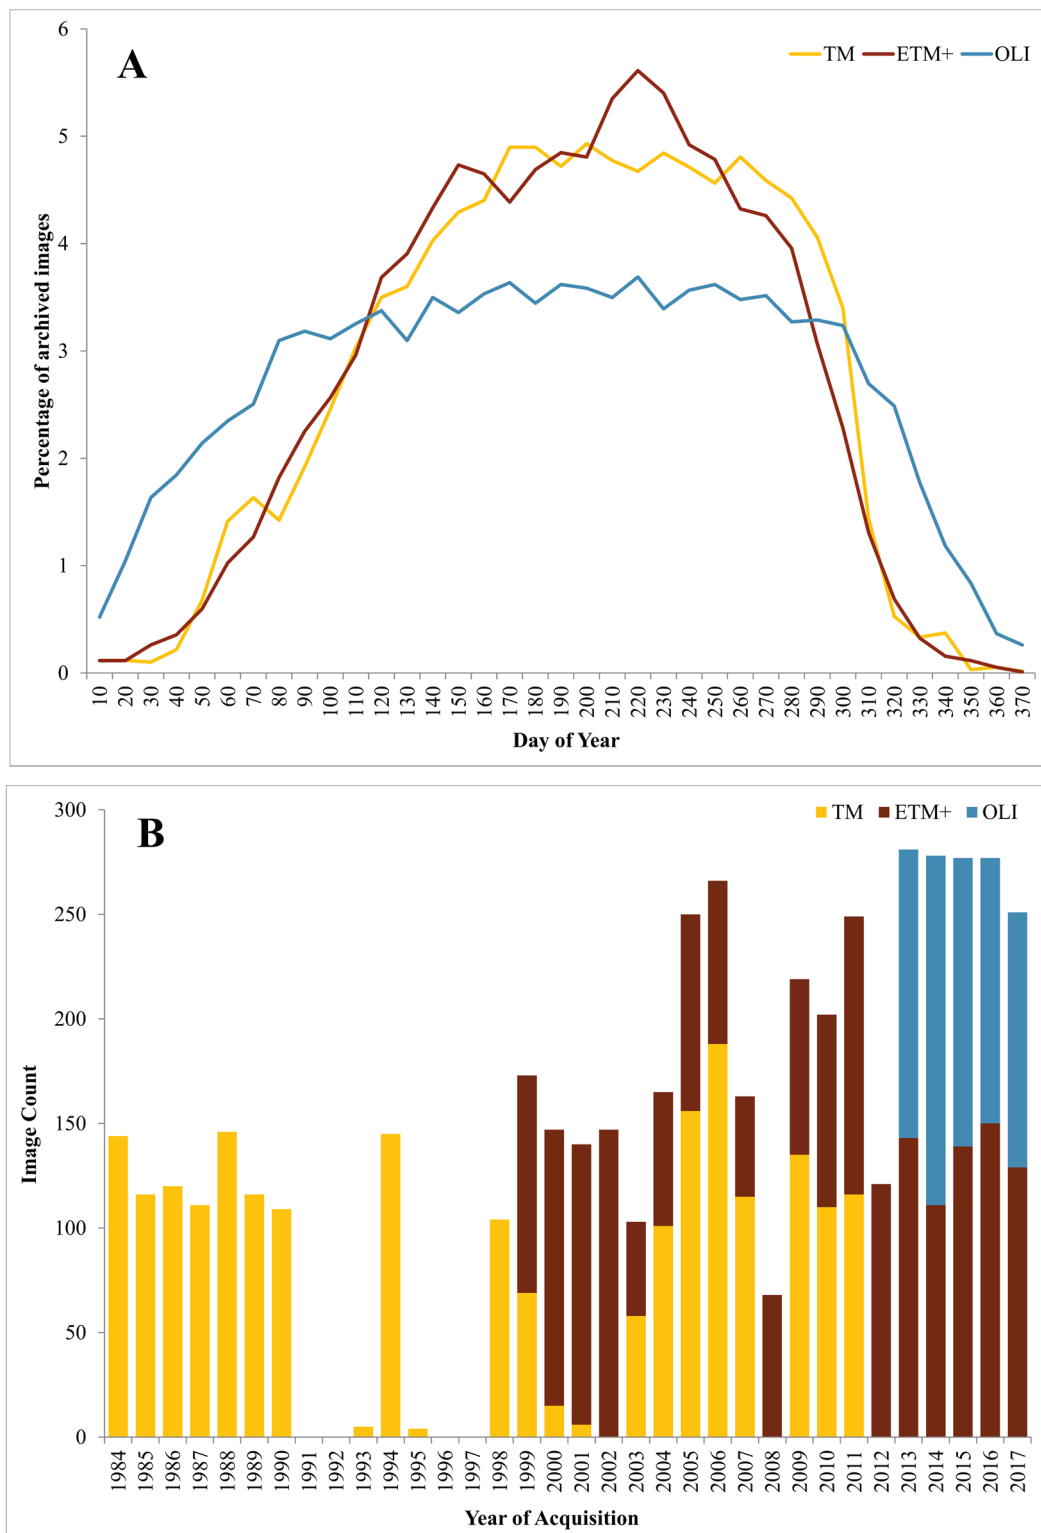 A
TM ETM+ OLI
6
5
4
3
2
1
0
Percentage of archived images
10 20 30 40 50 60 70 80 90 100 110 120 130 140 150 160 170 180 190 200 210 220 230 240 250 260 270 280 290 300 310 320 330 340 350 360 370
Day of Year
B
TM ETM+ OLI
300
250
200
150
100
50
0
Image Count
1984 1985 1986 1987 1988 1989 1990 1991 1992 1993 1994 1995 1996 1997 1998 1999 2000 2001 2002 2003 2004 2005 2006 2007 2008 2009 2010 2011 2012 2013 2014 2015 2016 2017
Year of Acquisition